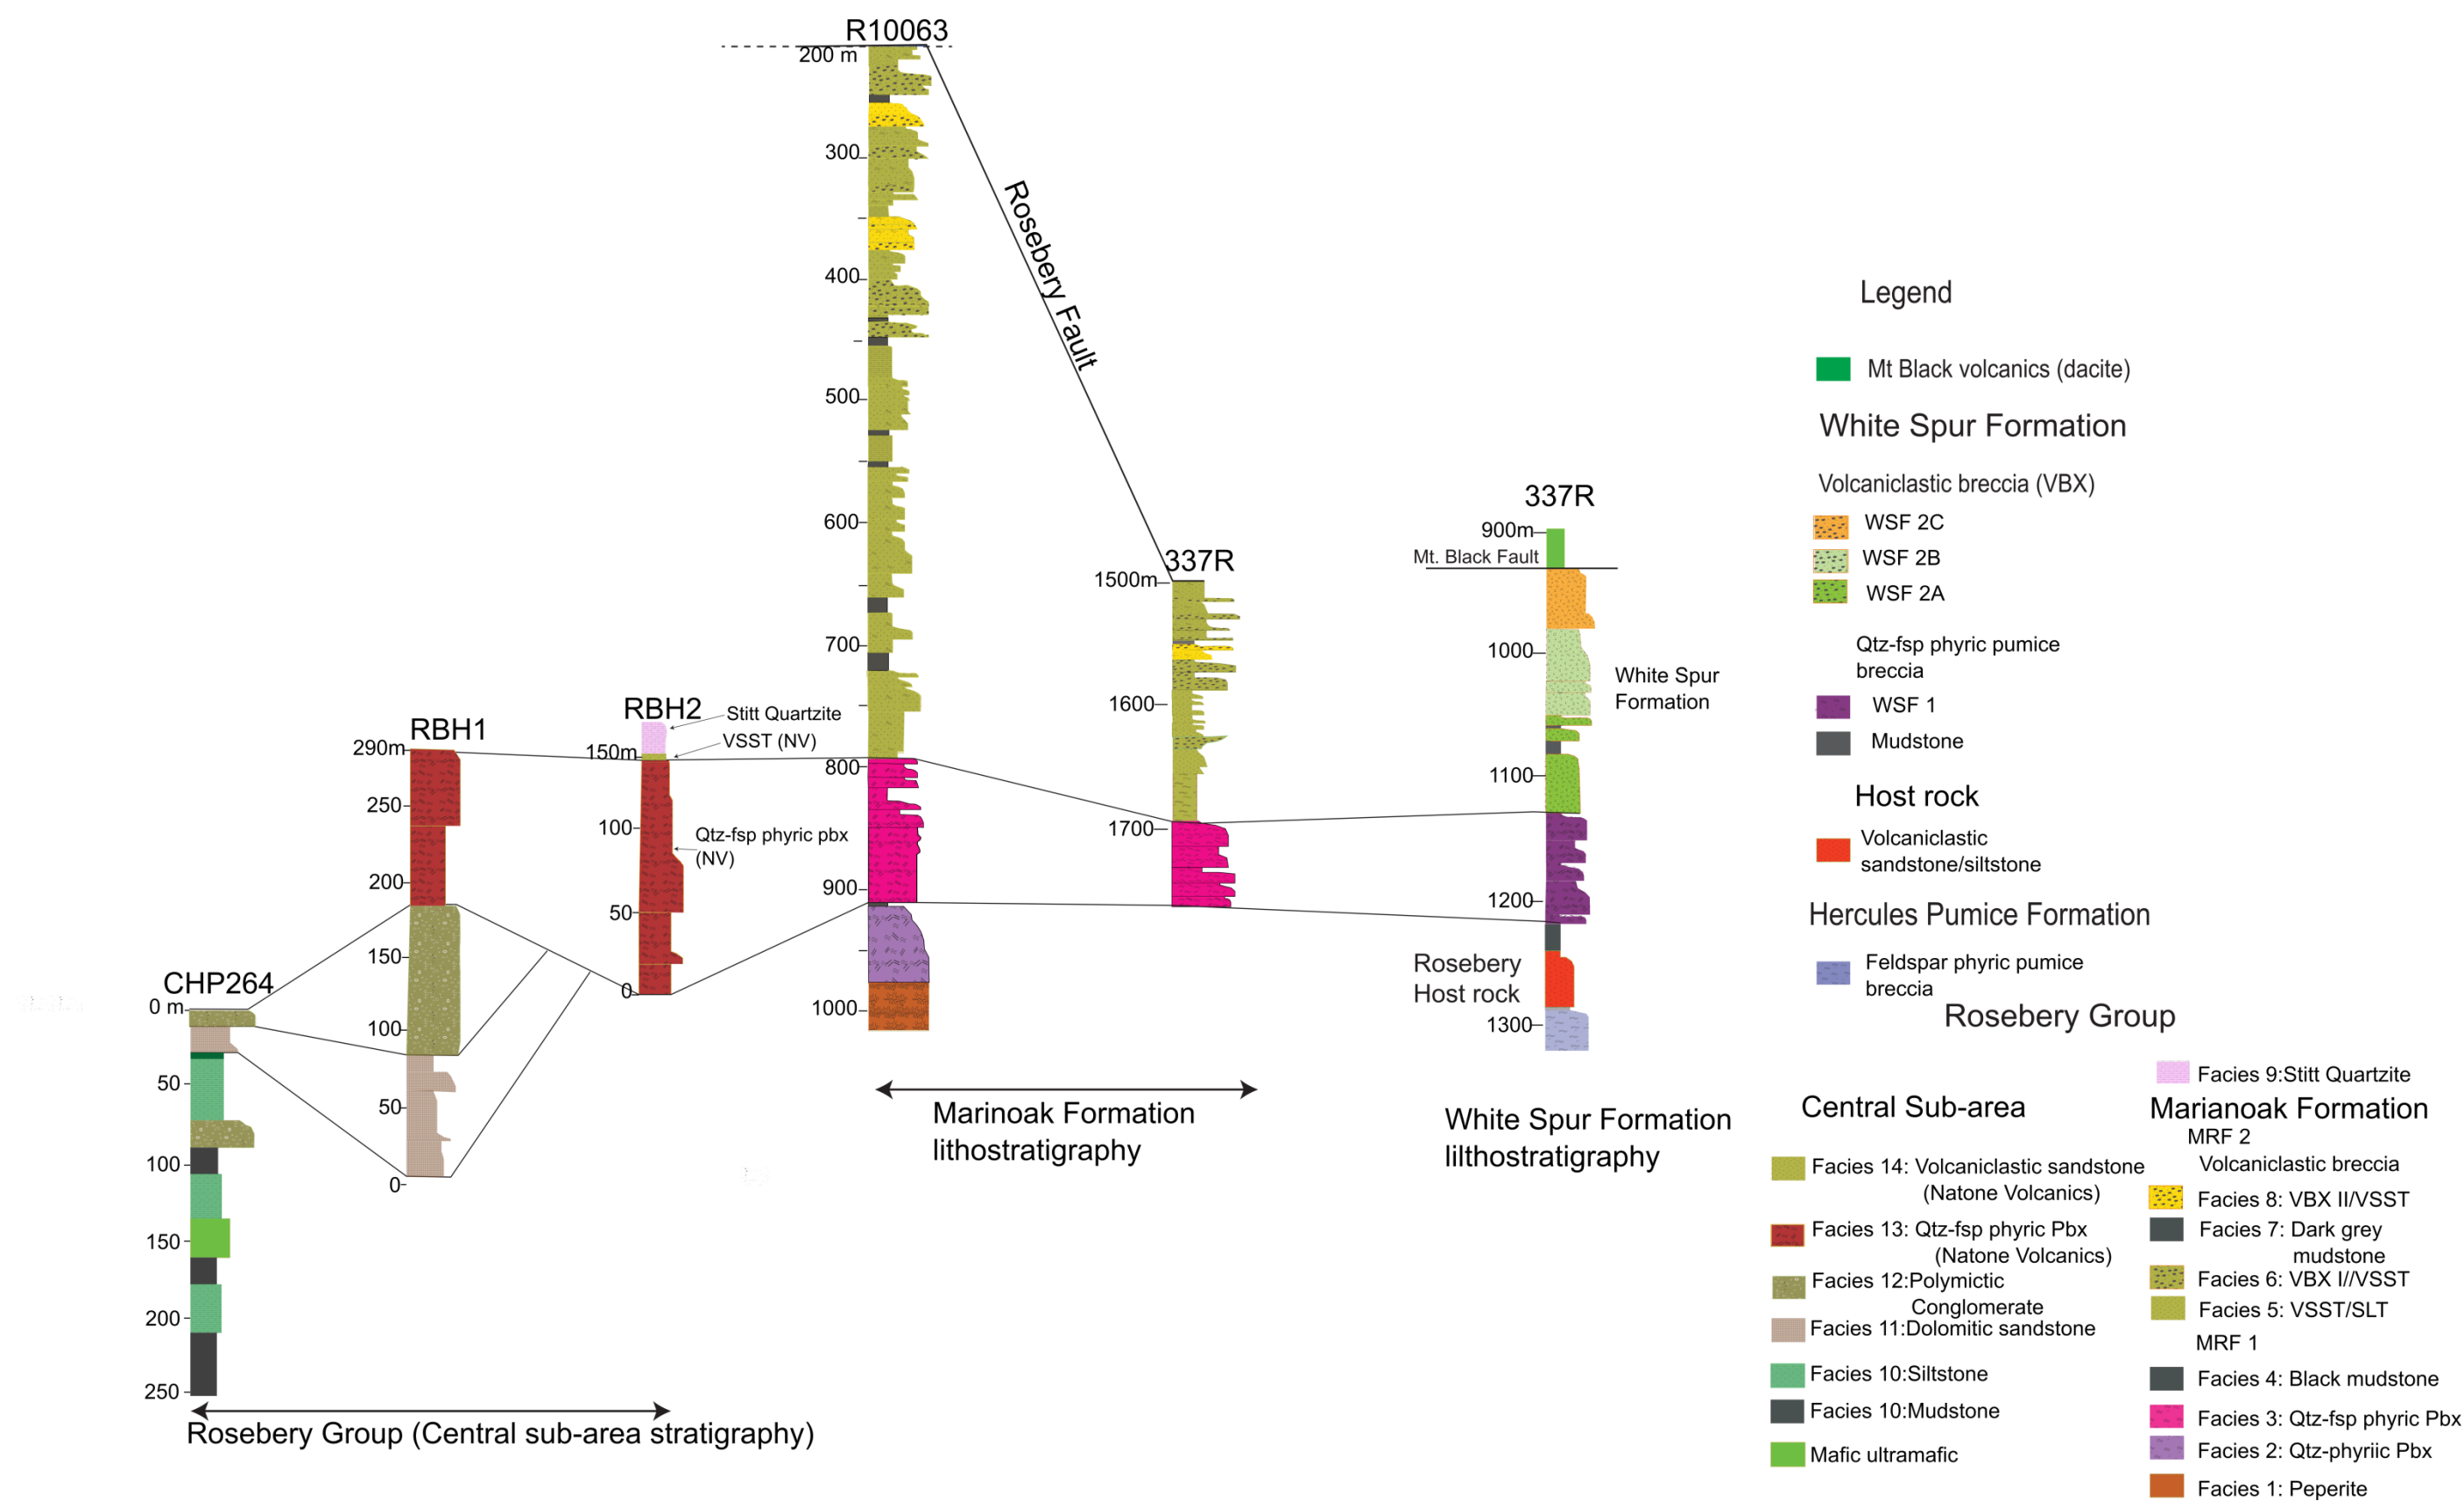 R10063
200 m
300
400
500
600
700
800
900
1000
Rosebery Fault
337R
1500m
1600
1700
337R
900m
Mt. Black Fault
1000
1100
1200
1300
White Spur
Formation
Rosebery
Host rock
RBH2
Stitt Quartzite
VSST (NV)
150m
100
50
0
Qtz-fsp phyric pbx
(NV)
RBH1
290m
250
200
150
100
50
0
CHP264
0 m
50
100
150
200
250
Rosebery Group (Central sub-area stratigraphy)
Marinoak Formation
lithostratigraphy
White Spur Formation
lilthostratigraphy
Legend
Mt Black volcanics (dacite)
White Spur Formation
Volcaniclastic breccia (VBX)
WSF 2C
WSF 2B
WSF 2A
Qtz-fsp phyric pumice
breccia
WSF 1
Mudstone
Host rock
Volcaniclastic
sandstone/siltstone
Hercules Pumice Formation
Feldspar phyric pumice
breccia
Rosebery Group
Central Sub-area
Facies 14: Volcaniclastic sandstone
(Natone Volcanics)
Facies 13: Qtz-fsp phyric Pbx
(Natone Volcanics)
Facies 12:Polymictic
Conglomerate
Facies 11:Dolomitic sandstone
Facies 10:Siltstone
Facies 10:Mudstone
Mafic ultramafic
Facies 9:Stitt Quartzite
Marianoak Formation
MRF 2
Volcaniclastic breccia
Facies 8: VBX II/VSST
Facies 7: Dark grey
mudstone
Facies 6: VBX I//VSST
Facies 5: VSST/SLT
MRF 1
Facies 4: Black mudstone
Facies 3: Qtz-fsp phyric Pbx
Facies 2: Qtz-phyriic Pbx
Facies 1: Peperite